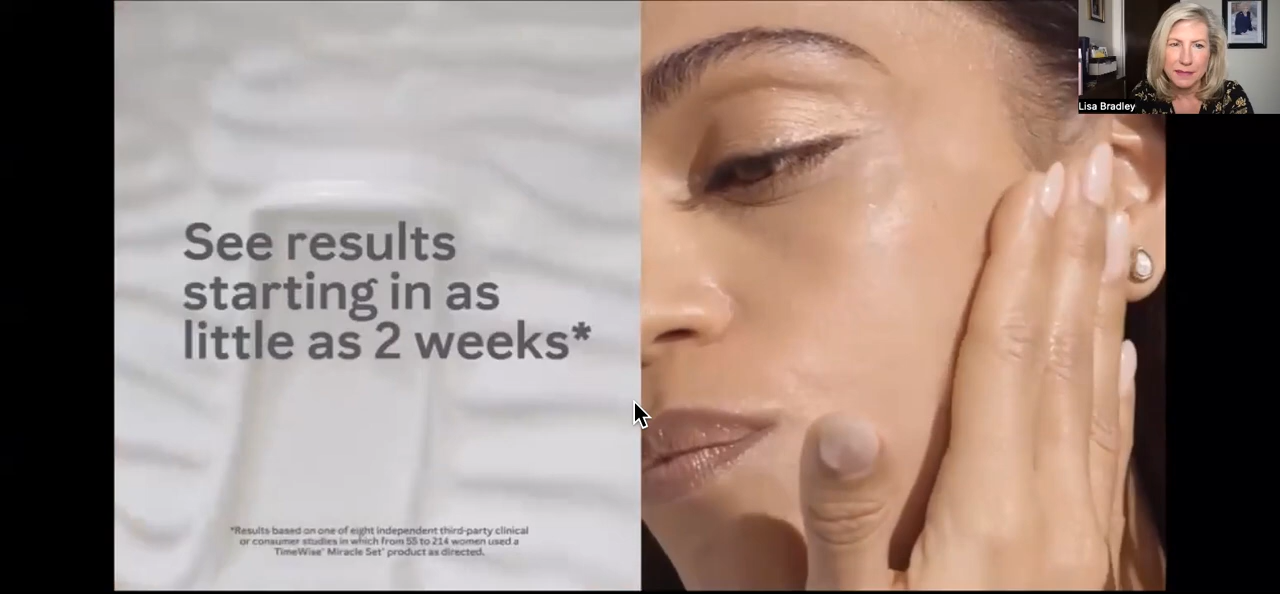 See results
starting in as
little as 2 weeks*
*Results based on one of eight independent third-party clinical
or consumer studies in which from 55 to 214 women used a
TimeWise® Miracle Set® product as directed.
Lisa Bradley